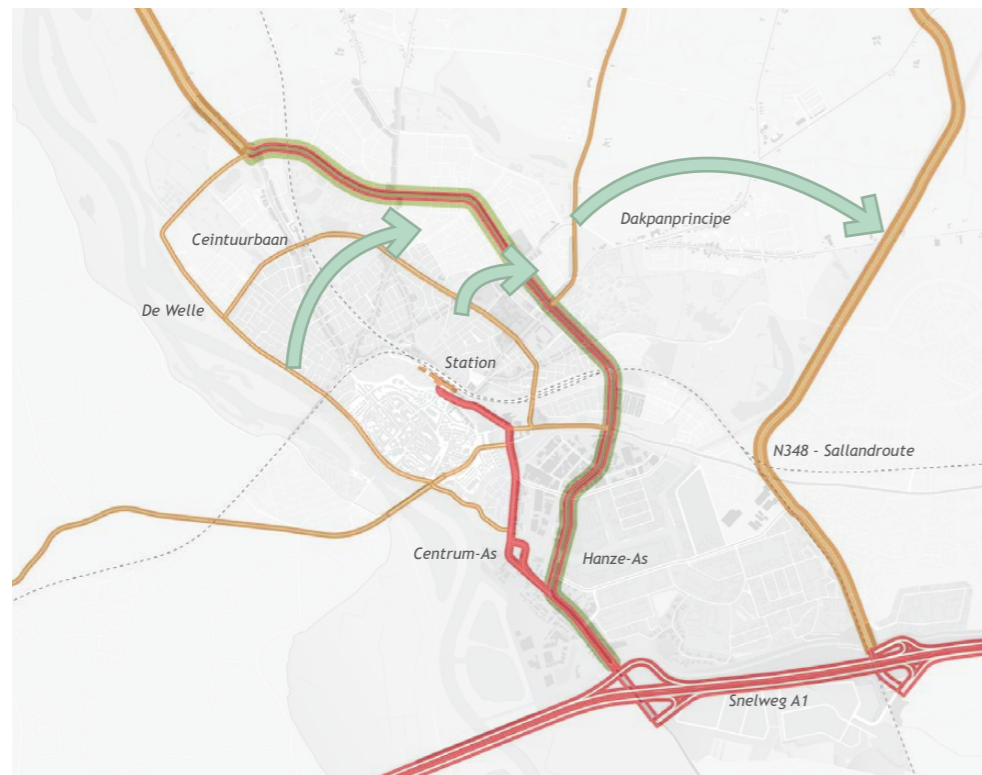 Dakpanprincipe
Ceintuurbaan
De Welle
Station
N348 - Sallandroute
Centrum-As
Hanze-As
Snelweg A1